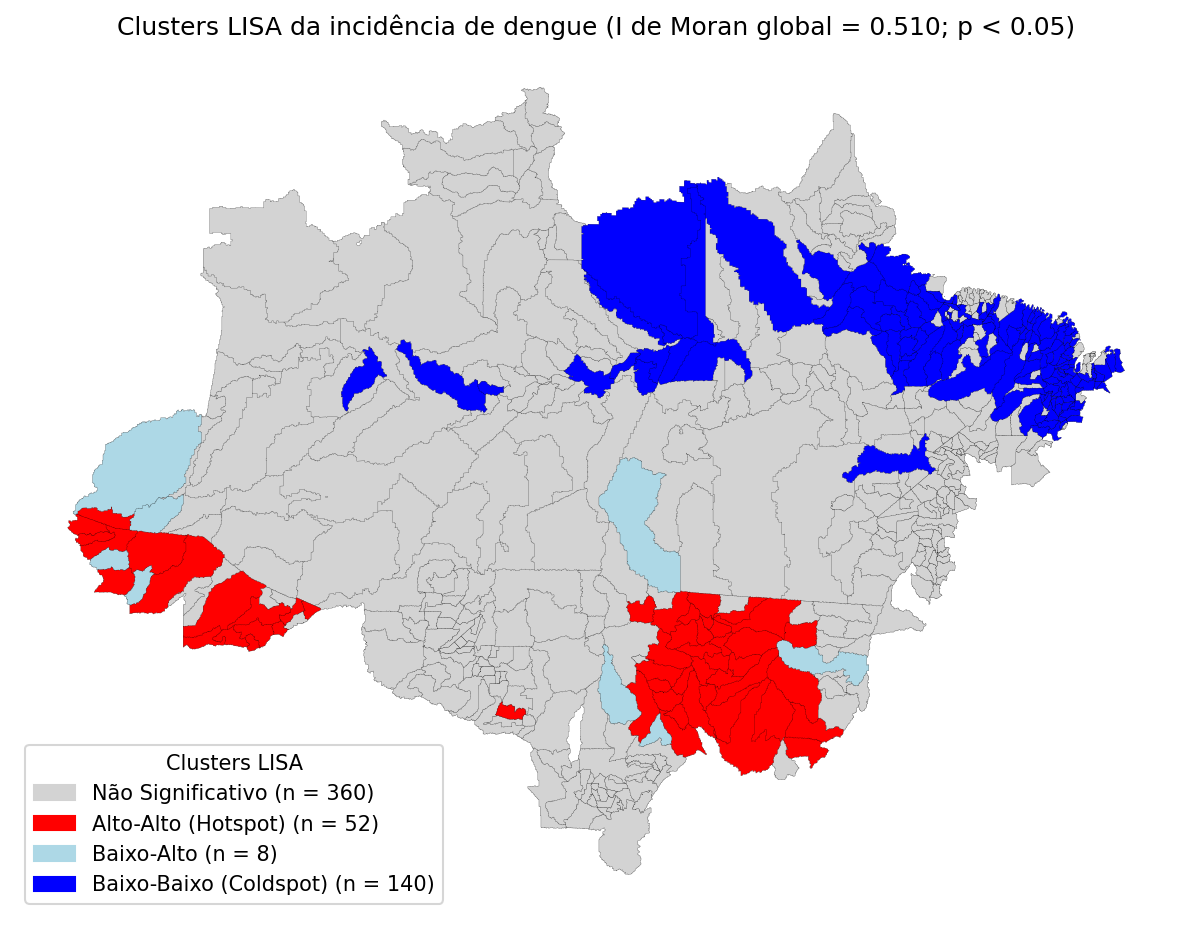 Clusters LISA da incidência de dengue (I de Moran global = 0.510; p < 0.05)
Clusters LISA
Não Significativo (n = 360)
Alto-Alto (Hotspot) (n = 52)
Baixo-Alto (n = 8)
Baixo-Baixo (Coldspot) (n = 140)